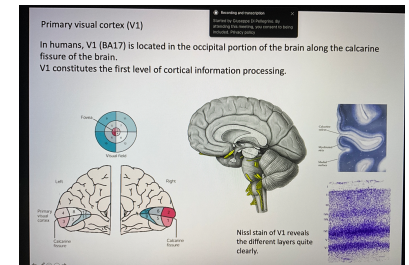 Primary visual cortex (V1)
Recording and transcription
Started by Giuseppe Di Pellegrino. By
attending this meeting, you consent to being
included. Privacy policy
In humans, V1 (BA17) is located in the occipital portion of the brain along the calcarine
fissure of the brain.
V1 constitutes the first level of cortical information processing.
Fovea
Visual field
Left
Right
Primary
visual
cortex
Calcarine
fissure
Calcarine
fissure
Nissl stain of V1 reveals
the different layers quite
clearly.